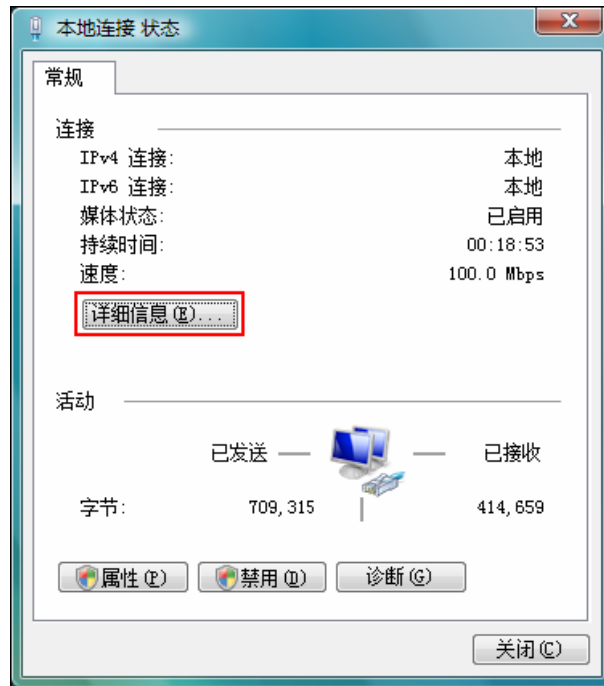 本地连接 状态
常规
连接
IPv4 连接: 本地
IPv6 连接: 本地
媒体状态: 已启用
持续时间: 00:18:53
速度: 100.0 Mbps
详细信息(E)...
活动
已发送 已接收
字节: 709,315 414,659
属性(P) 禁用(D) 诊断(G)
关闭(C)